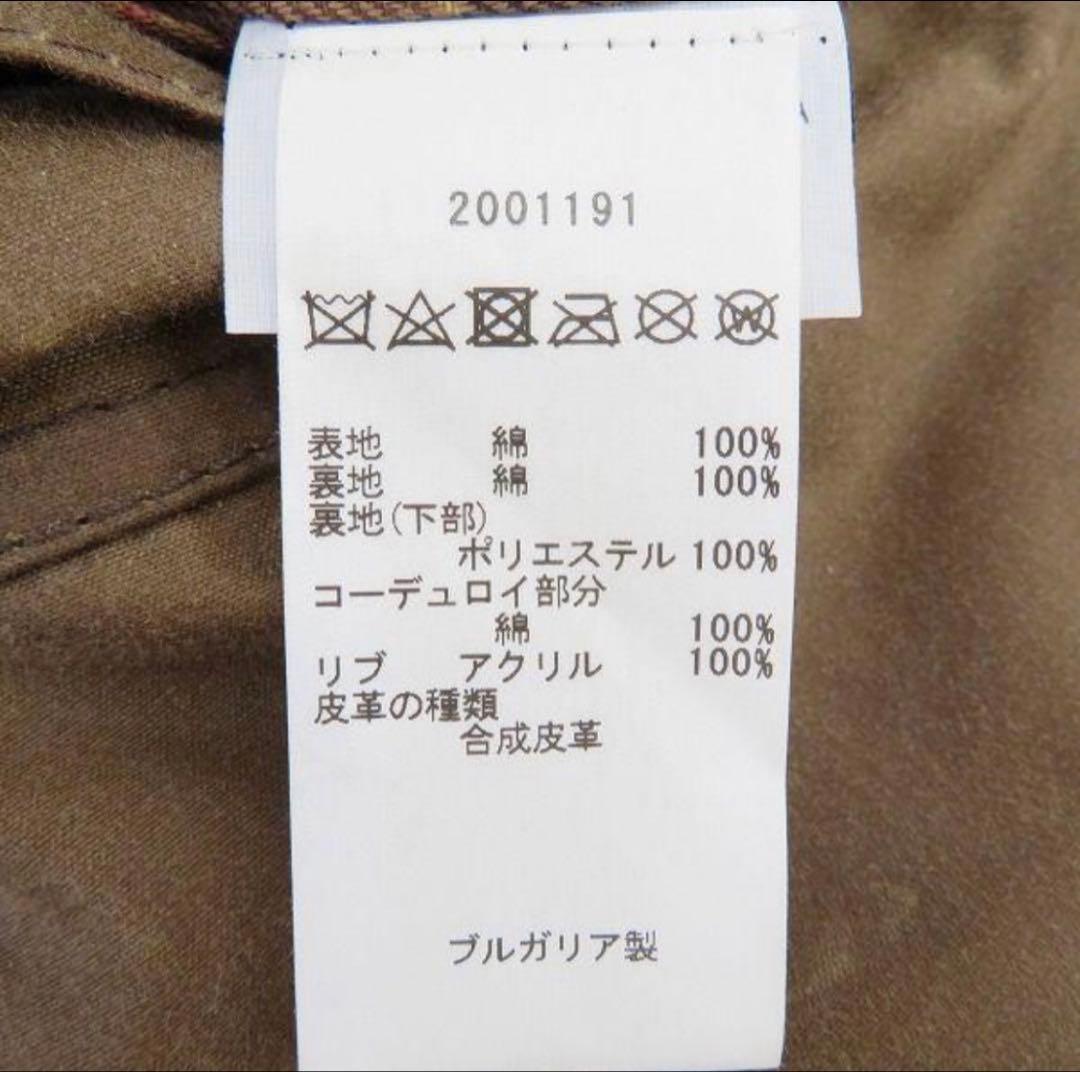 2001191
W
表地 綿 100%
裏地 綿 100%
裏地(下部)
ポリエステル 100%
コーデュロイ部分
綿 100%
リブ アクリル 100%
皮革の種類
合成皮革
ブルガリア製